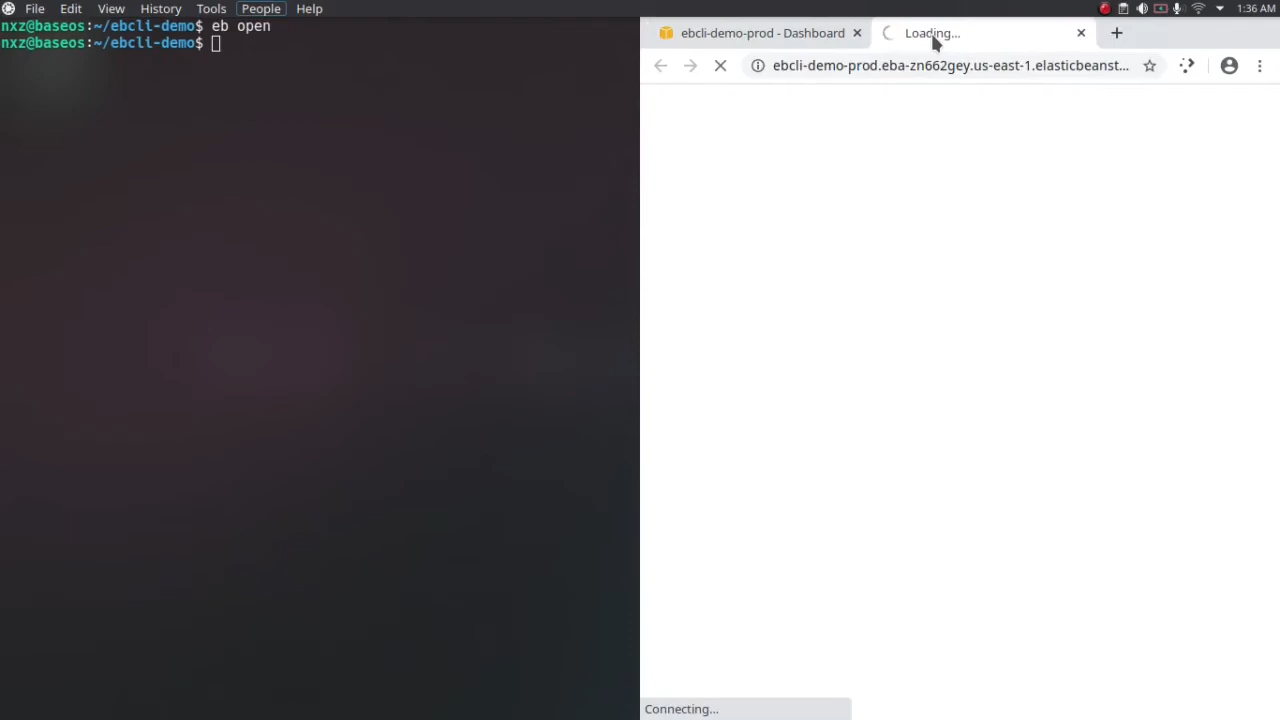 File Edit View History Tools People Help
1:36 AM
nxz@baseos:~/ebcli-demo$ eb open
nxz@baseos:~/ebcli-demo$
ebcli-demo-prod - Dashboard
Loading...
ebcli-demo-prod.eba-zn662gey.us-east-1.elasticbeanst...
Connecting...